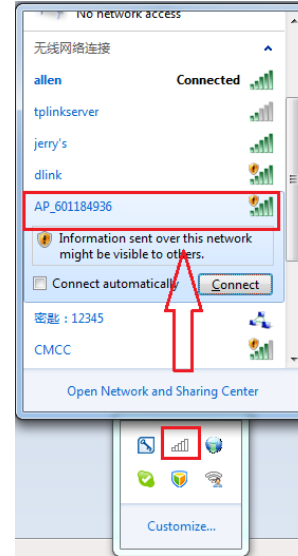 No network access
无线网络连接
allen Connected
tplinkserver
jerry's
dlink
AP_601184936
Information sent over this network
might be visible to others.
Connect automatically Connect
密匙：12345
CMCC
Open Network and Sharing Center
Customize...